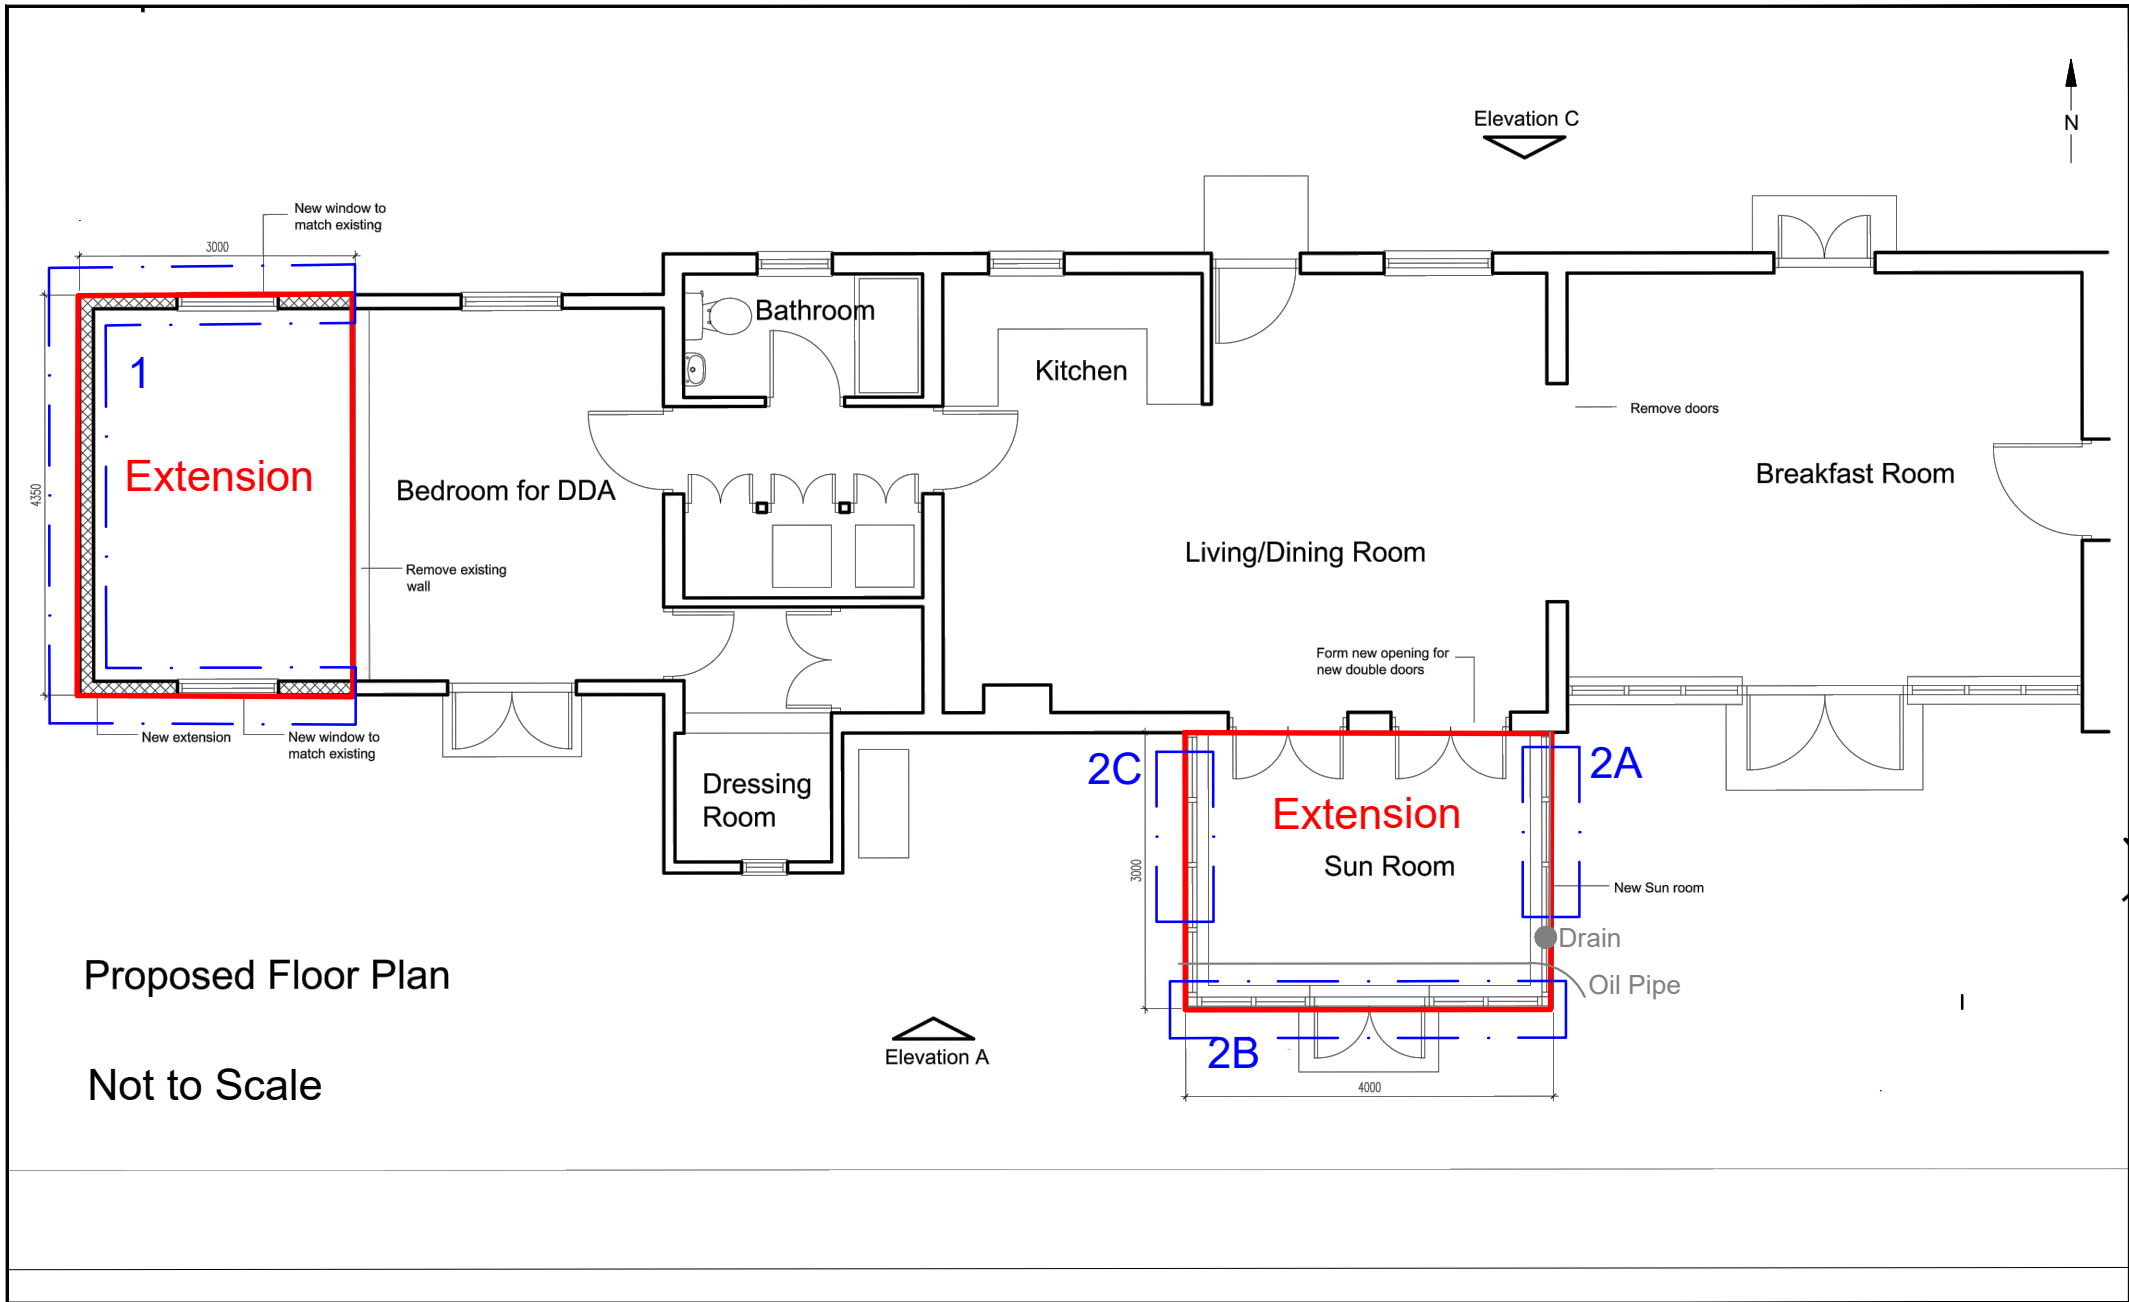 Elevation C
N
New window to
match existing
3000
Bathroom
1
Kitchen
Remove doors
Extension
Bedroom for DDA
Breakfast Room
4350
Living/Dining Room
Remove existing
wall
Form new opening for
new double doors
New extension
New window to
match existing
2C
2A
Dressing
Room
Extension
Sun Room
3000
New Sun room
Drain
Oil Pipe
Proposed Floor Plan
2B
Elevation A
4000
Not to Scale